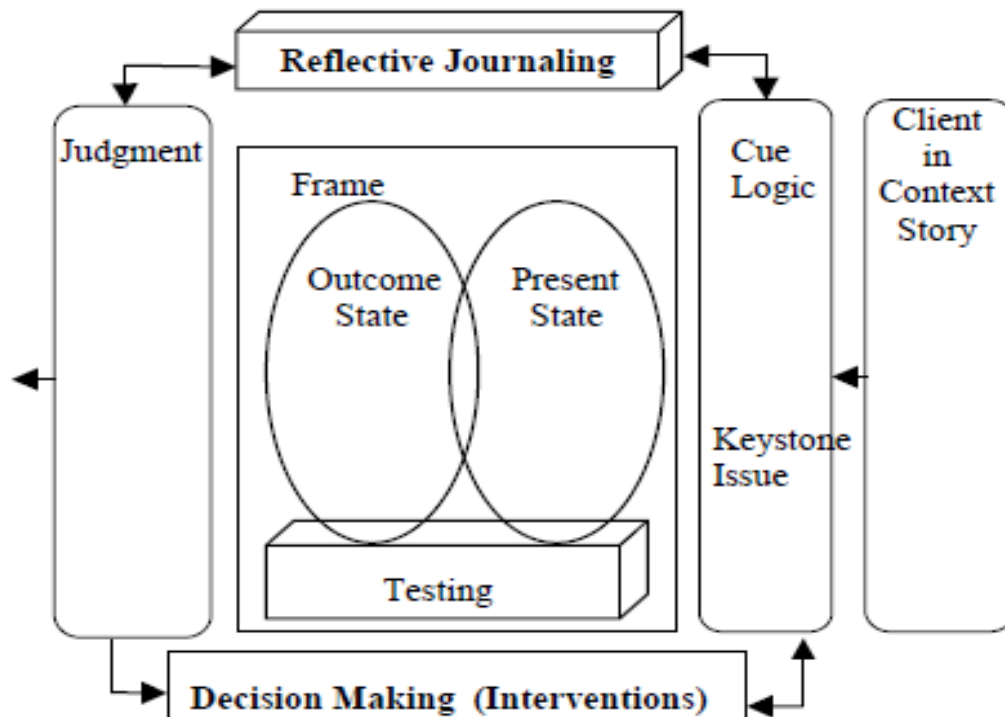 Reflective Journaling
Judgment
Frame
Outcome
State
Present
State
Testing
Cue
Logic
Keystone
Issue
Client
in
Context
Story
Decision Making (Interventions)